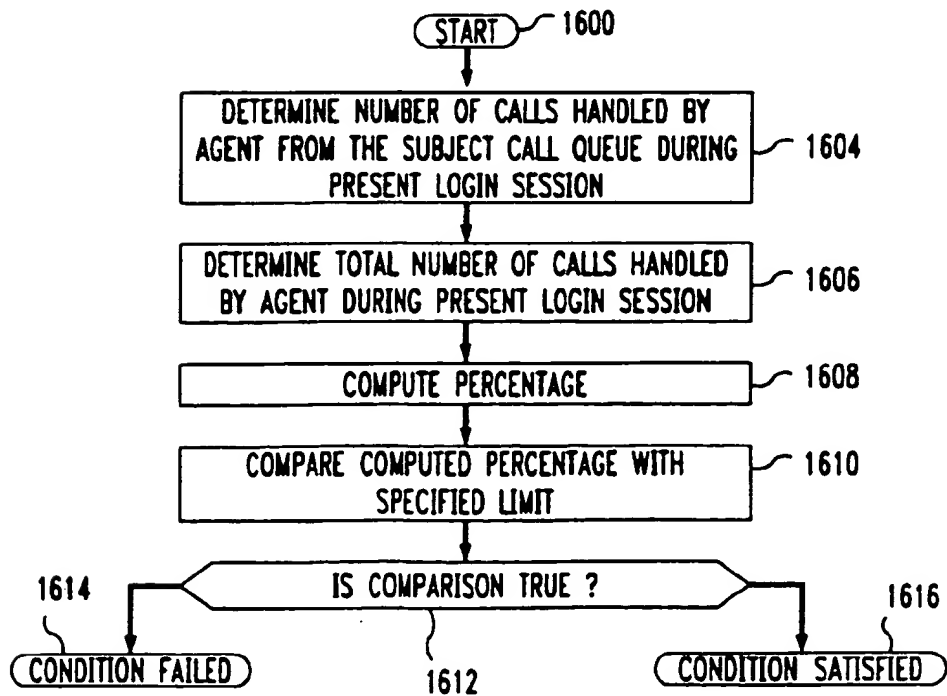 START
1600
DETERMINE NUMBER OF CALLS HANDLED BY
AGENT FROM THE SUBJECT CALL QUEUE DURING
PRESENT LOGIN SESSION
1604
DETERMINE TOTAL NUMBER OF CALLS HANDLED
BY AGENT DURING PRESENT LOGIN SESSION
1606
COMPUTE PERCENTAGE
1608
COMPARE COMPUTED PERCENTAGE WITH
SPECIFIED LIMIT
1610
IS COMPARISON TRUE ?
1612
1614
CONDITION FAILED
1616
CONDITION SATISFIED